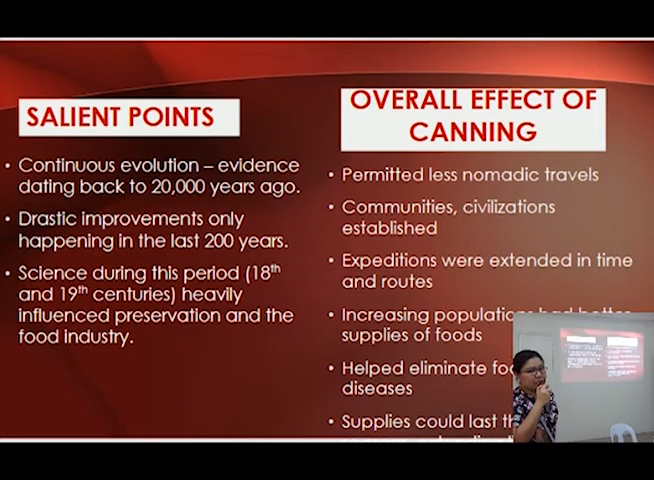 SALIENT POINTS
• Continuous evolution – evidence
dating back to 20,000 years ago.
• Drastic improvements only
happening in the last 200 years.
• Science during this period (18th
and 19th centuries) heavily
influenced preservation and the
food industry.
OVERALL EFFECT OF
CANNING
• Permitted less nomadic travels
• Communities, civilizations
established
• Expeditions were extended in time
and routes
• Increasing populations had better
supplies of foods
• Helped eliminate
diseases
• Supplies could last